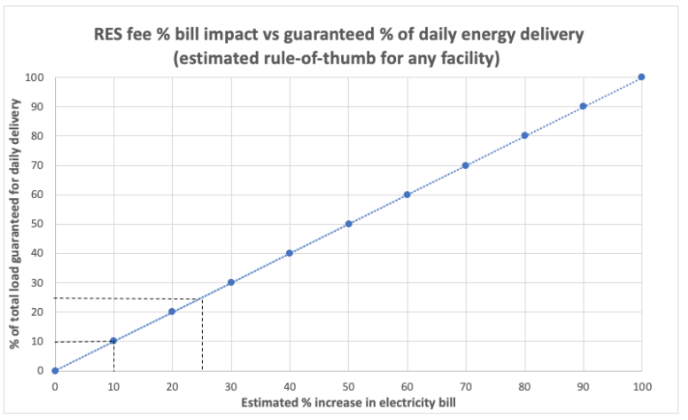 RES fee % bill impact vs guaranteed % of daily energy delivery
(estimated rule-of-thumb for any facility)
% of total load guaranteed for daily delivery
100
90
80
70
60
50
40
30
20
10
0
0 10 20 30 40 50 60 70 80 90 100
Estimated % increase in electricity bill